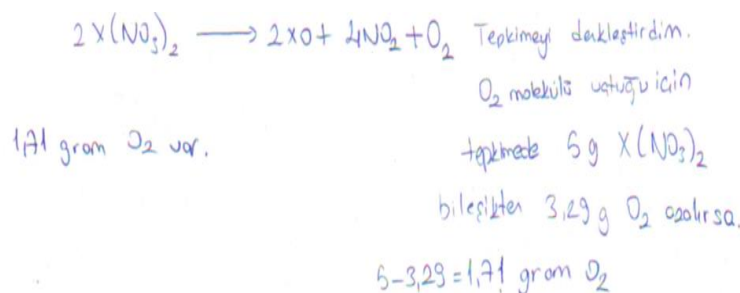 2X(NO₃)₂ ⟶ 2XO + 4NO₂ + O₂ Tepkimeyi denkleştirdim.
O₂ molekülü uçtuğu için
1,71 gram O₂ var.
tepkimede 5g X(NO₃)₂
bileşikten 3,29 g O₂ azalırsa.
5-3,29=1,71 gram O₂